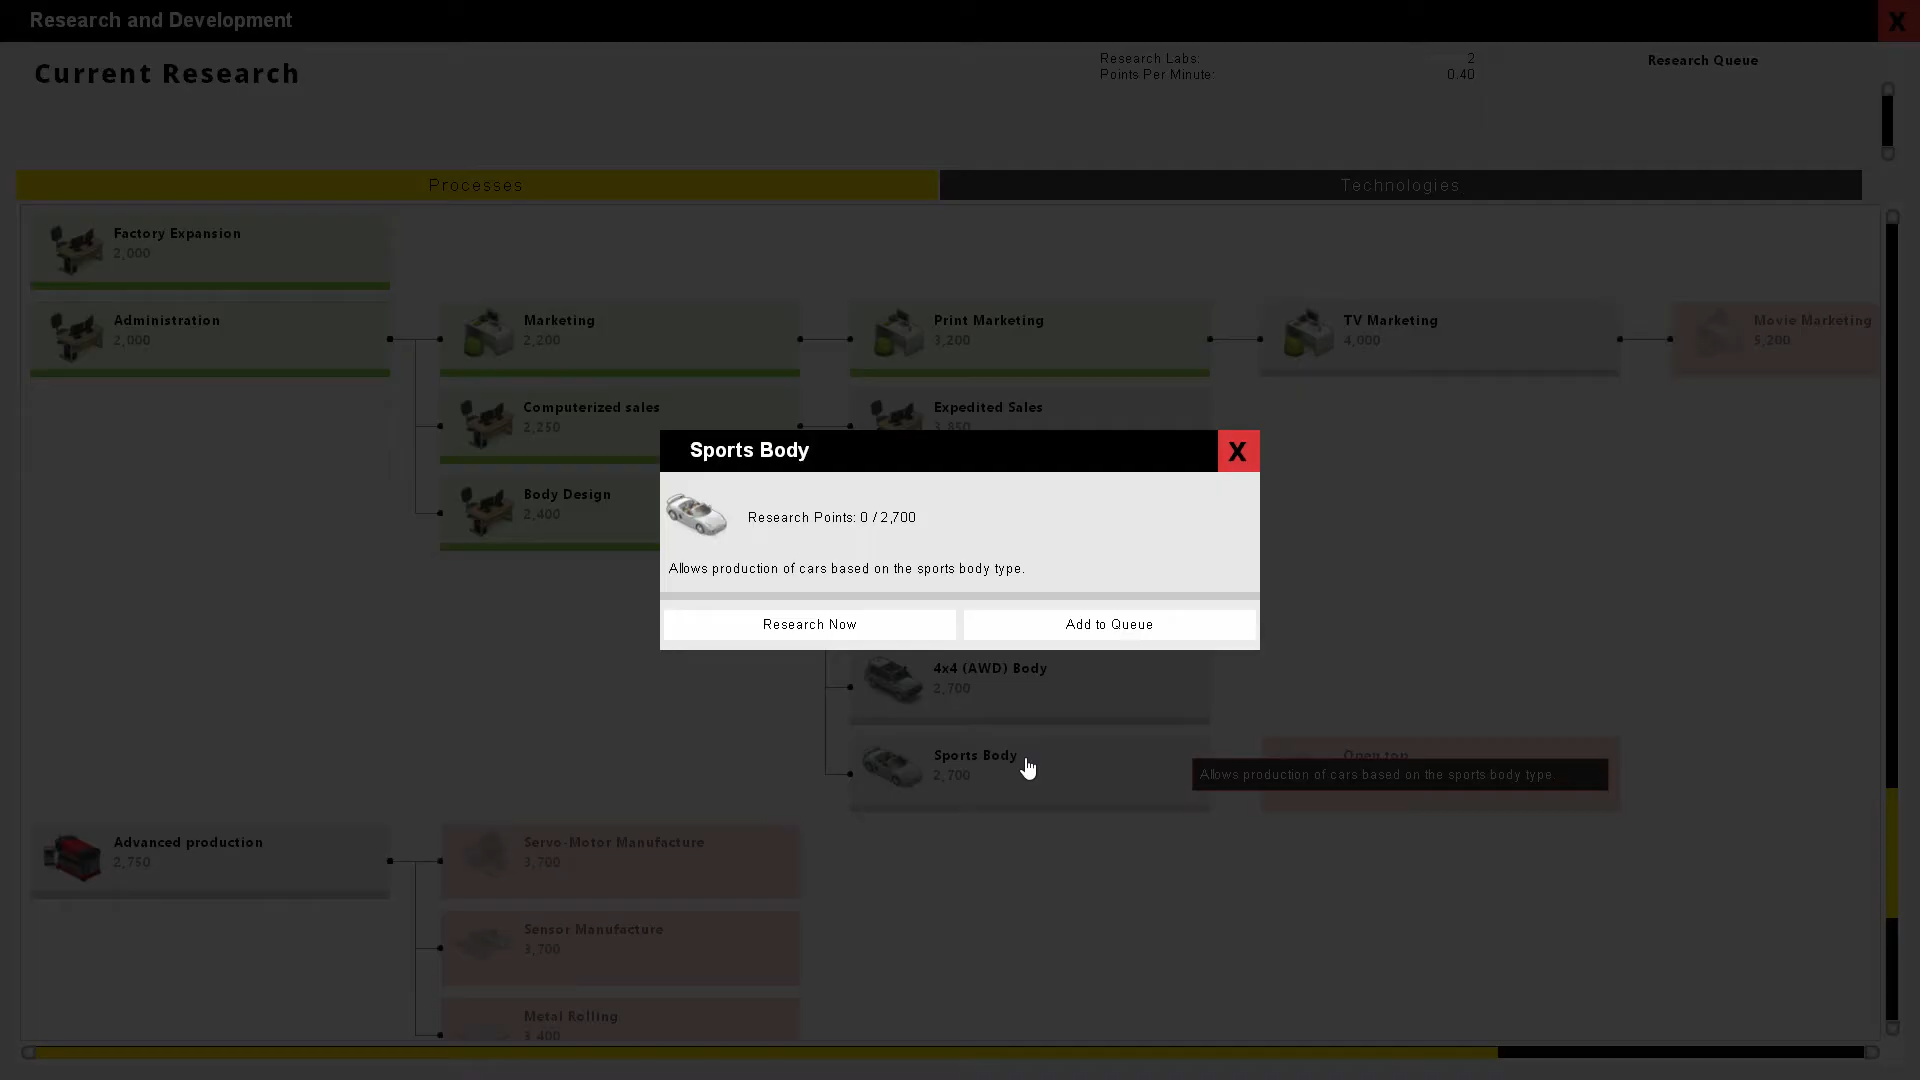 Research and Development
X
Current Research
Research Labs: 2
Points Per Minute: 0.40
Research Queue
Processes
Technologies
Factory Expansion
2,000
Administration
2,000
Marketing
2,200
Print Marketing
3,200
TV Marketing
4,000
Movie Marketing
5,200
Computerized sales
2,250
Expedited Sales
3,850
Body Design
2,400
Sports Body
X
Research Points: 0 / 2,700
Allows production of cars based on the sports body type.
Research Now
Add to Queue
4x4 (AWD) Body
2,700
Sports Body
2,700
Open top
Allows production of cars based on the sports body type.
Advanced production
2,750
Servo-Motor Manufacture
3,700
Sensor Manufacture
3,700
Metal Rolling
3,400